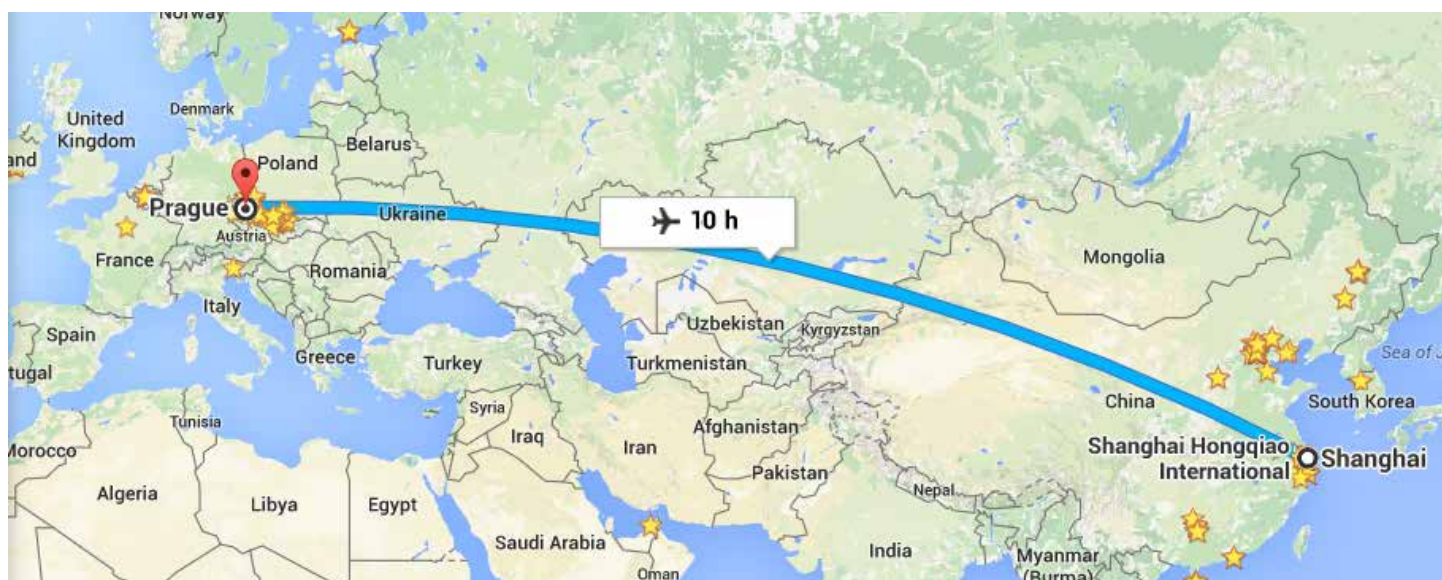 Norway
United
Kingdom
Denmark
and
Belarus
Poland
Prague
Ukraine
Austria
France
Romania
Italy
Spain
tugal
Greece
Turkey
Tunisia
Morocco
Syria
Iraq
Iran
Algeria
Libya
Egypt
Saudi Arabia
Oman
10 h
Mongolia
Uzbekistan
Kyrgyzstan
Turkmenistan
Afghanistan
Pakistan
Nepal
India
China
Sea of J
South Korea
Shanghai Hongqiao
International
Shanghai
Myanmar
(Burma)